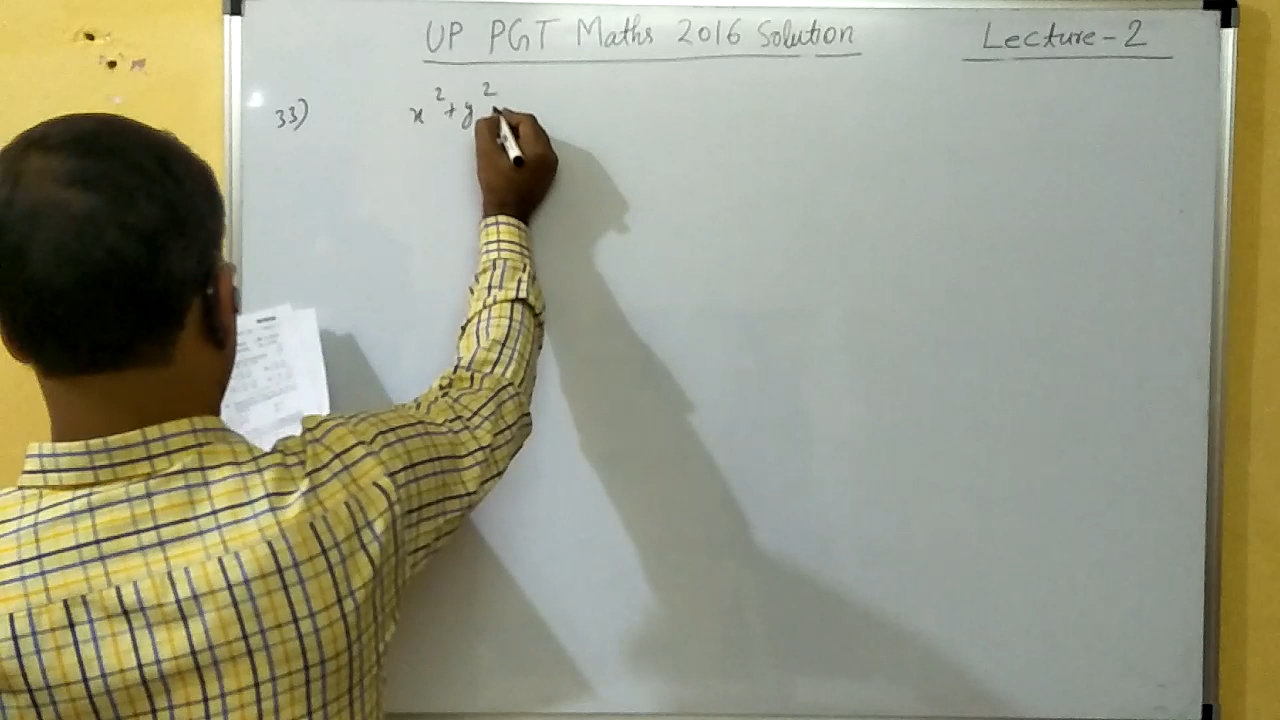 UP PGT Maths 2016 Solution Lecture-2
33) x² + y²